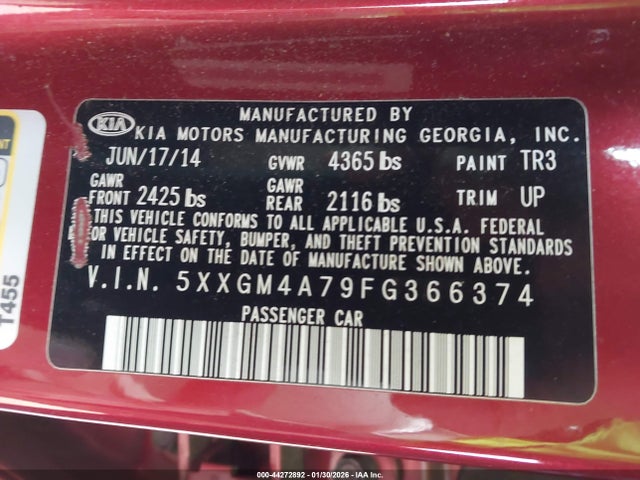 KIA
MANUFACTURED BY
KIA MOTORS MANUFACTURING GEORGIA, INC.
JUN/17/14 GVWR 4365 lbs PAINT TR3
GAWR FRONT 2425 lbs GAWR REAR 2116 lbs TRIM UP
THIS VEHICLE CONFORMS TO ALL APPLICABLE U.S.A. FEDERAL
MOTOR VEHICLE SAFETY, BUMPER, AND THEFT PREVENTION STANDARDS
IN EFFECT ON THE DATE OF MANUFACTURE SHOWN ABOVE.
V.I.N. 5XXGM4A79FG366374
PASSENGER CAR
T455
000-44272892 | 01/30/2026 | IAA Inc.